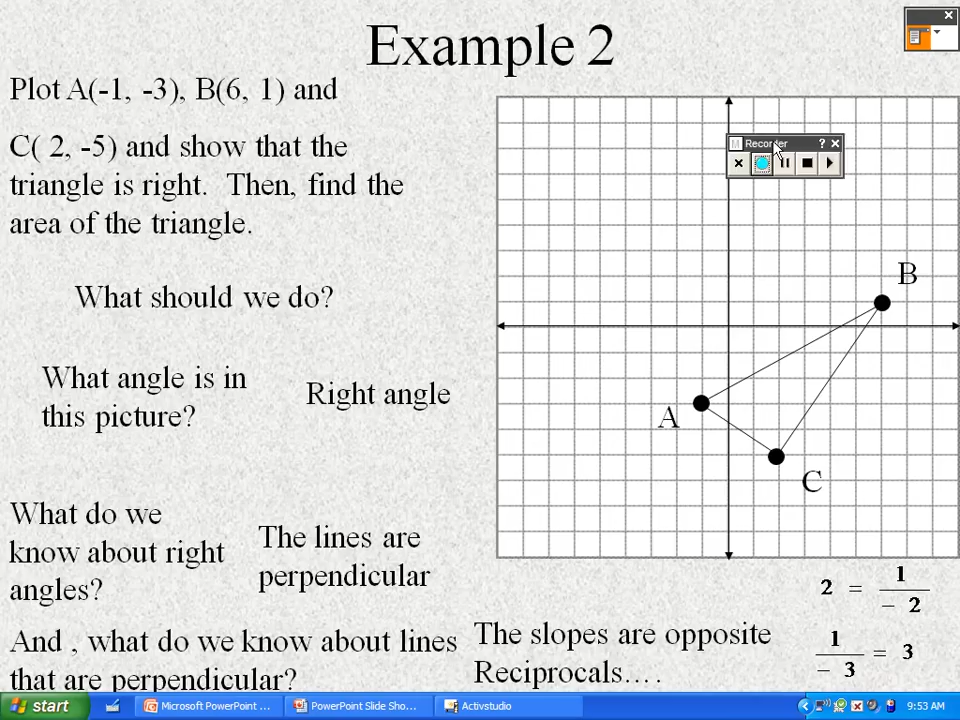 Example 2
Plot A(-1, -3), B(6, 1) and
C( 2, -5) and show that the
triangle is right.  Then, find the
area of the triangle.
What should we do?
What angle is in
this picture?
Right angle
What do we
know about right
angles?
The lines are
perpendicular
And , what do we know about lines
that are perpendicular?
The slopes are opposite
Reciprocals….
Recorder ? ×
B
A
C
2 = 1/−2
1/−3 = 3
start
Microsoft PowerPoint ...
PowerPoint Slide Sho...
Activstudio
9:53 AM